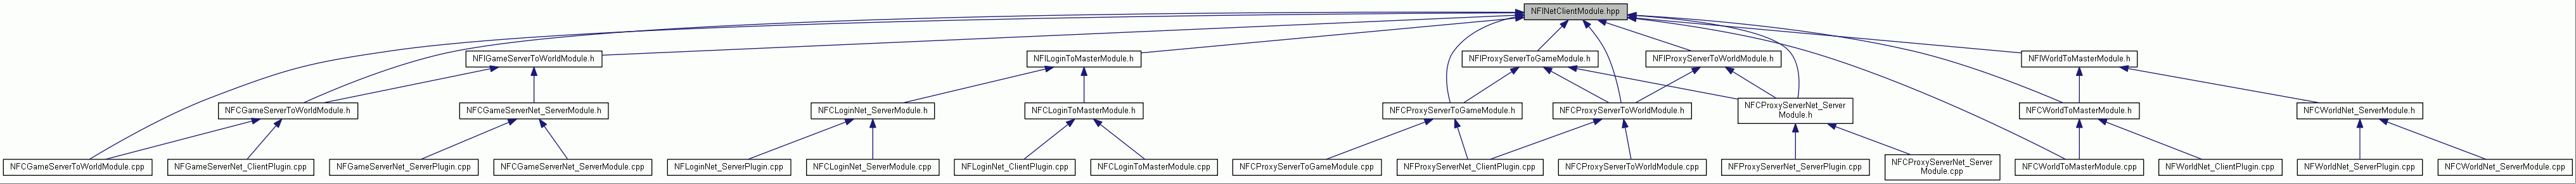 NFINetClientModule.hpp
NFIGameServerToWorldModule.h
NFILoginToMasterModule.h
NFIProxyServerToGameModule.h
NFIProxyServerToWorldModule.h
NFIWorldToMasterModule.h
NFCGameServerToWorldModule.h
NFCGameServerNet_ServerModule.h
NFCLoginNet_ServerModule.h
NFCLoginToMasterModule.h
NFCProxyServerToGameModule.h
NFCProxyServerToWorldModule.h
NFCProxyServerNet_Server
Module.h
NFCWorldToMasterModule.h
NFCWorldNet_ServerModule.h
NFCGameServerToWorldModule.cpp
NFGameServerNet_ClientPlugin.cpp
NFGameServerNet_ServerPlugin.cpp
NFCGameServerNet_ServerModule.cpp
NFLoginNet_ServerPlugin.cpp
NFCLoginNet_ServerModule.cpp
NFLoginNet_ClientPlugin.cpp
NFCLoginToMasterModule.cpp
NFCProxyServerToGameModule.cpp
NFProxyServerNet_ClientPlugin.cpp
NFCProxyServerToWorldModule.cpp
NFProxyServerNet_ServerPlugin.cpp
NFCProxyServerNet_Server
Module.cpp
NFCWorldToMasterModule.cpp
NFWorldNet_ClientPlugin.cpp
NFWorldNet_ServerPlugin.cpp
NFCWorldNet_ServerModule.cpp